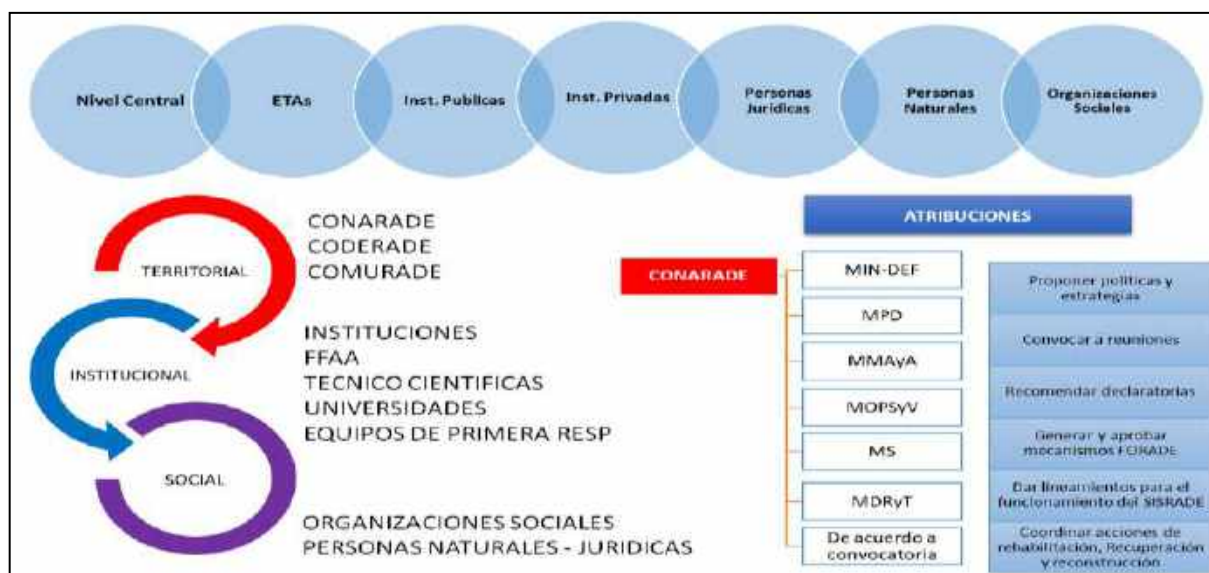 Nivel Central
ETAs
Inst. Publicas
Inst. Privadas
Personas
Jurídicas
Personas
Naturales
Organizaciones
Sociales
TERRITORIAL
CONARADE
CODERADE
COMURADE
INSTITUCIONAL
INSTITUCIONES
FFAA
TECNICO CIENTIFICAS
UNIVERSIDADES
EQUIPOS DE PRIMERA RESP
SOCIAL
ORGANIZACIONES SOCIALES
PERSONAS NATURALES - JURIDICAS
ATRIBUCIONES
CONARADE
MIN-DEF
MPD
MMAyA
MOPSyV
MS
MDRyT
De acuerdo a
convocatoria
Proponer políticas y
estrategias
Convocar a reuniones
Recomendar declaratorias
Generar y aprobar
mecanismos FORADE
Dar lineamientos para el
funcionamiento del SISRADE
Coordinar acciones de
rehabilitación, Recuperación
y reconstrucción